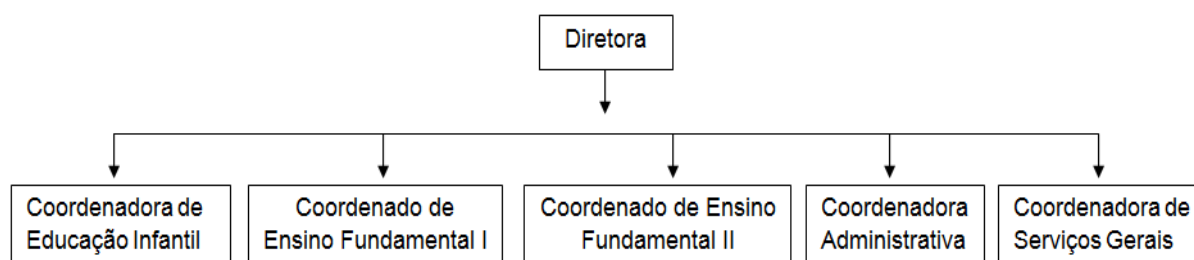 Diretora
Coordenadora de
Educação Infantil
Coordenado de
Ensino Fundamental I
Coordenado de Ensino
Fundamental II
Coordenadora
Administrativa
Coordenadora de
Serviços Gerais